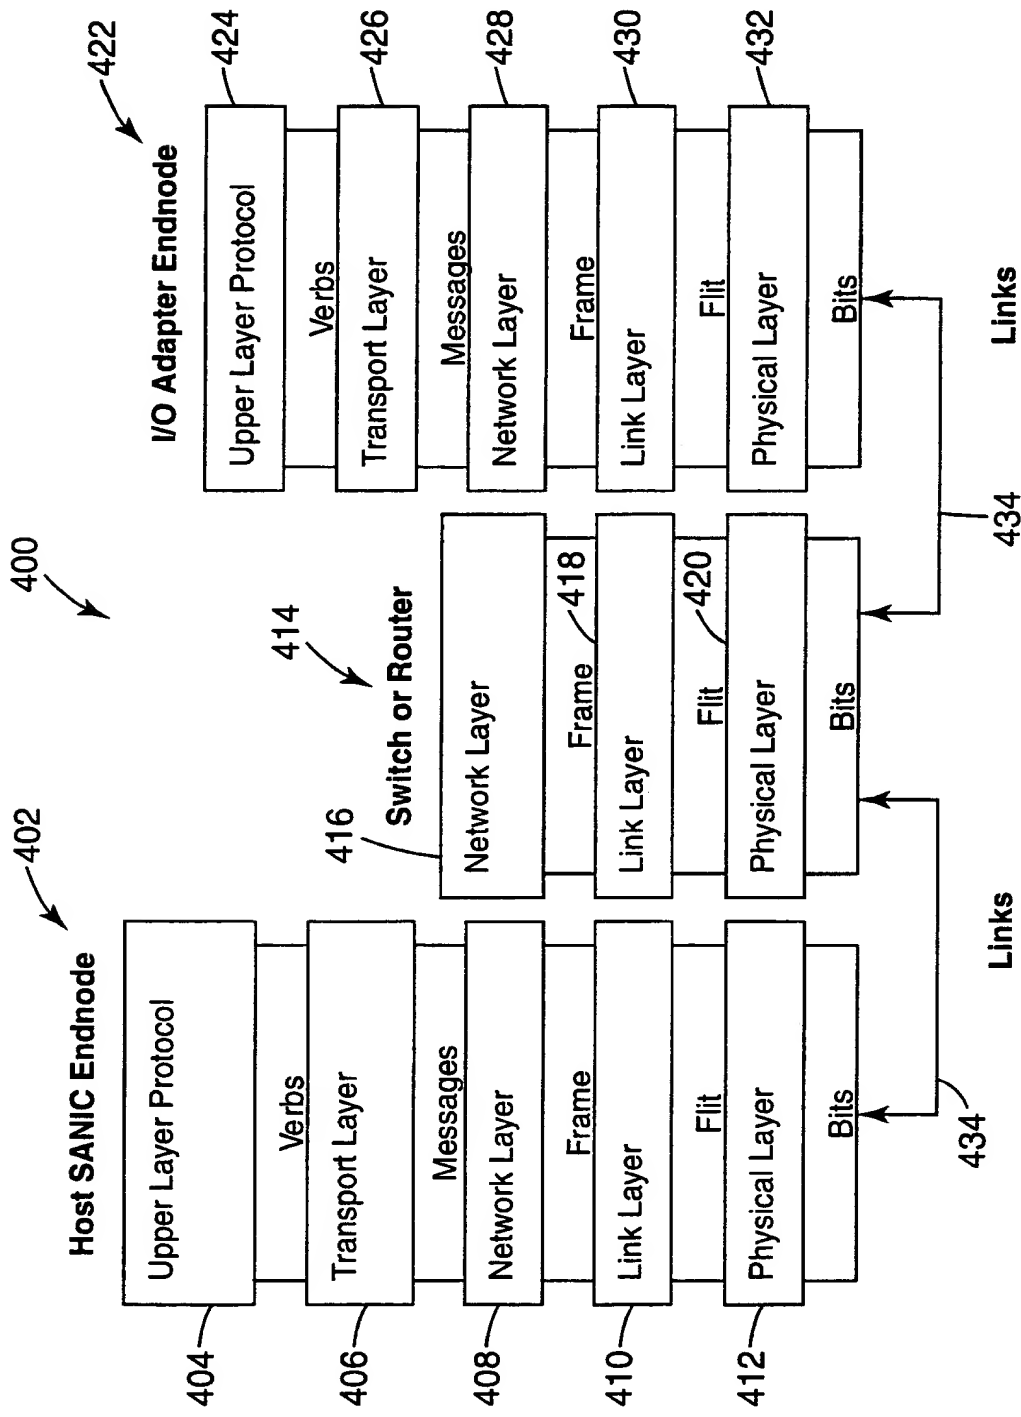 400
402
Host SANIC Endnode
404
Upper Layer Protocol
Verbs
406
Transport Layer
Messages
408
Network Layer
Frame
410
Link Layer
Flit
412
Physical Layer
Bits
414
Switch or Router
416
Network Layer
Frame
418
Link Layer
Flit
420
Physical Layer
Bits
422
I/O Adapter Endnode
424
Upper Layer Protocol
Verbs
426
Transport Layer
Messages
428
Network Layer
Frame
430
Link Layer
Flit
432
Physical Layer
Bits
434
Links
434
Links